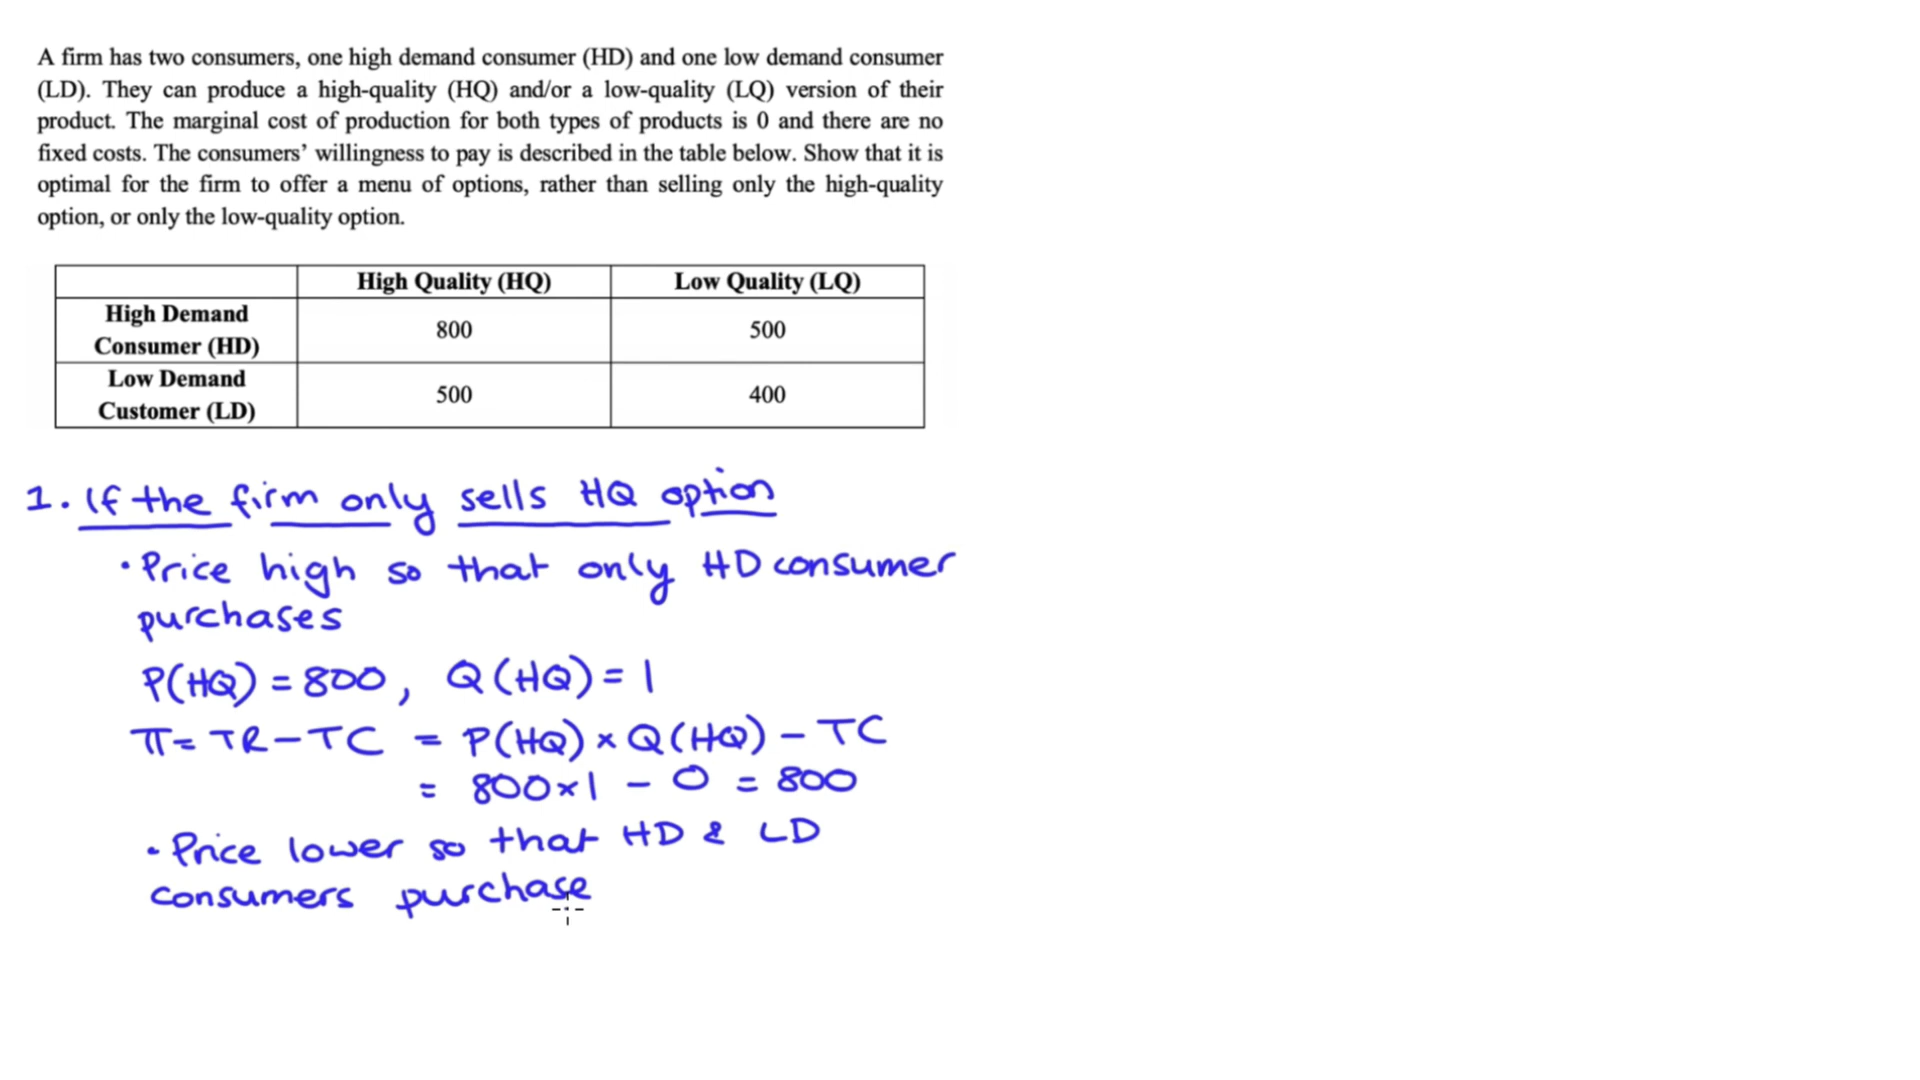 A firm has two consumers, one high demand consumer (HD) and one low demand consumer
(LD). They can produce a high-quality (HQ) and/or a low-quality (LQ) version of their
product. The marginal cost of production for both types of products is 0 and there are no
fixed costs. The consumers' willingness to pay is described in the table below. Show that it is
optimal for the firm to offer a menu of options, rather than selling only the high-quality
option, or only the low-quality option.
High Quality (HQ) Low Quality (LQ)
High Demand
Consumer (HD) 800 500
Low Demand
Customer (LD) 500 400
1. If the firm only sells HQ option
• Price high so that only HD consumer
purchases
P(HQ) = 800, Q(HQ) = 1
π = TR - TC = P(HQ) × Q(HQ) - TC
= 800×1 - 0 = 800
• Price lower so that HD & LD
consumers purchase